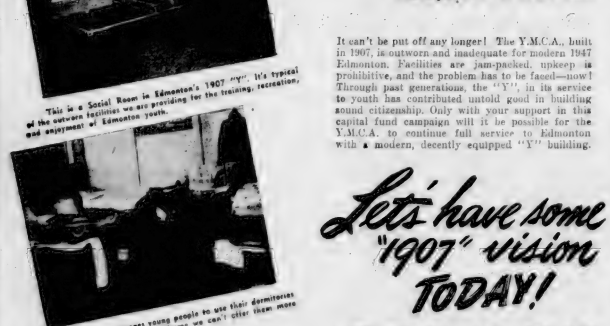 This is a Social Room in Edmonton's 1907 "Y". It's typical
of the outworn facilities we are providing for the training, recreation,
and enjoyment of Edmonton youth.
young people to use their dormitories
we can't offer them more
It can't be put off any longer! The Y.M.C.A., built
in 1907, is outworn and inadequate for modern 1947
Edmonton. Facilities are jam-packed, upkeep is
prohibitive, and the problem has to be faced—now!
Through past generations, the "Y", in its service
to youth has contributed untold good in building
sound citizenship. Only with your support in this
capital fund campaign will it be possible for the
Y.M.C.A. to continue full service to Edmonton
with a modern, decently equipped "Y" building.
Let's have some
"1907" vision
TODAY!